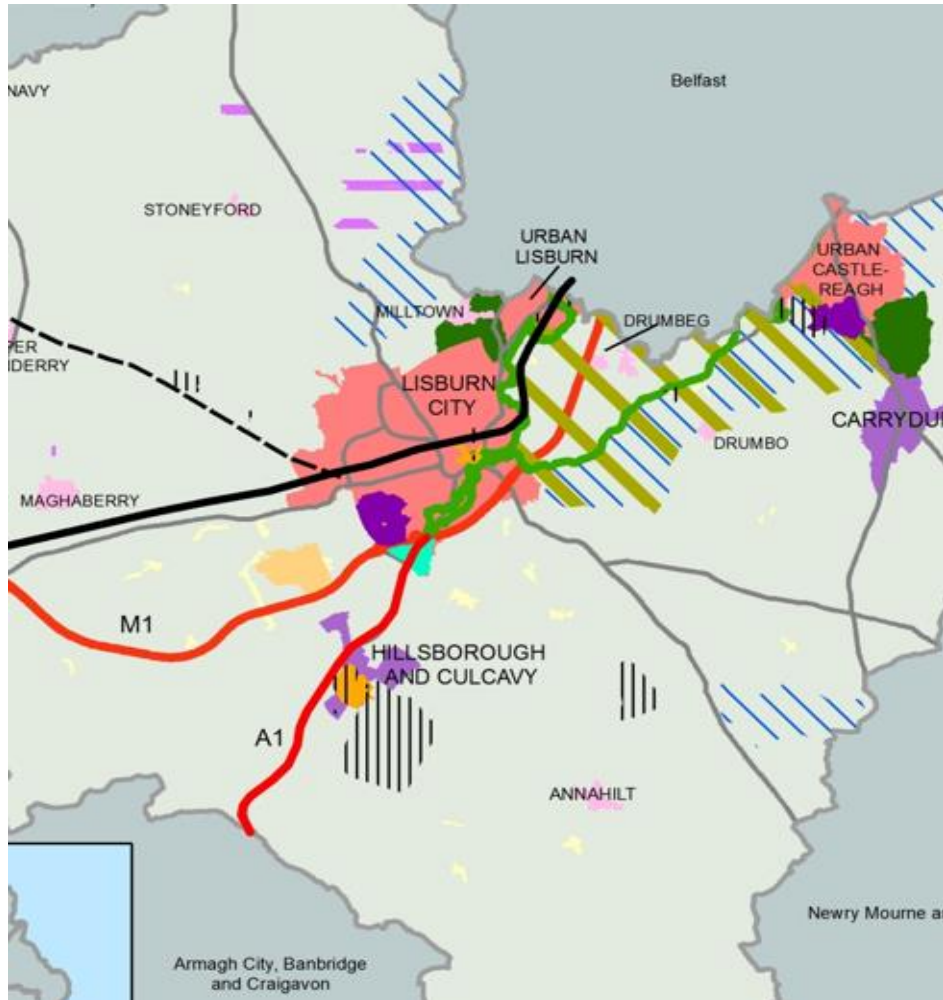 NAVY
Belfast
STONEYFORD
URBAN
LISBURN
URBAN
CASTLE-
REAGH
MILLTOWN
DRUMBEG
PER
NDERRY
LISBURN
CITY
CARRYDU
DRUMBO
MAGHABERRY
M1
HILLSBOROUGH
AND CULCAVY
A1
ANNAHILT
Newry Mourne a
Armagh City, Banbridge
and Craigavon